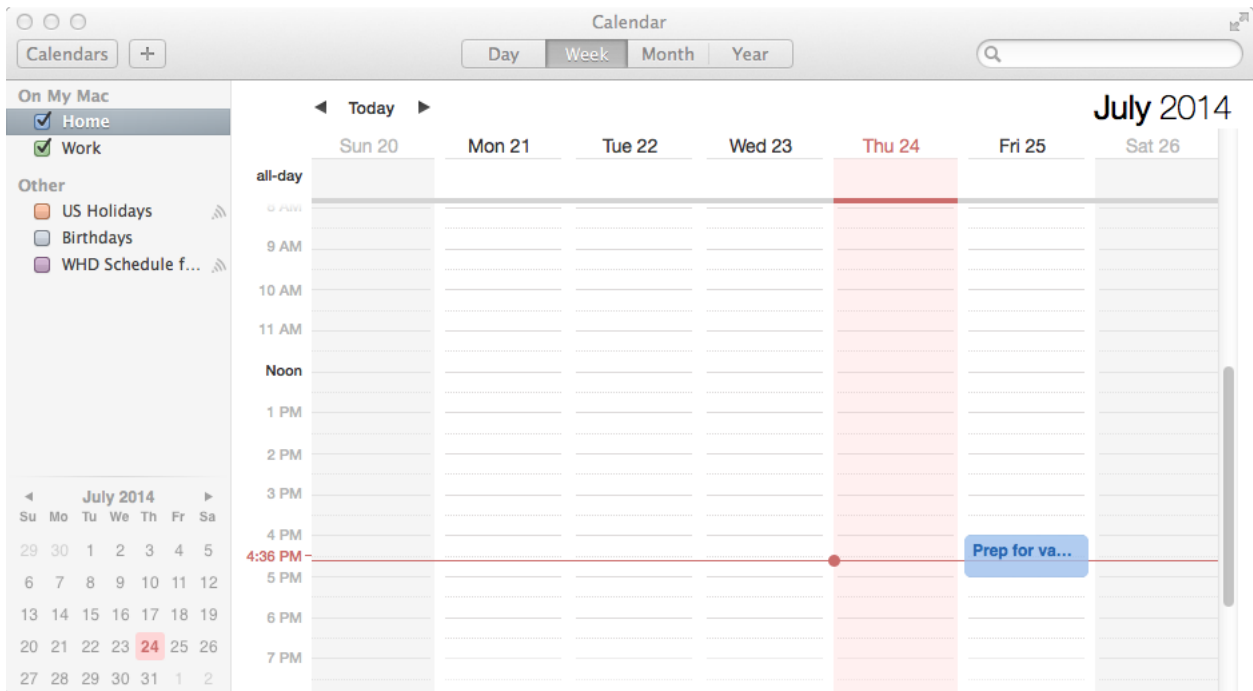 Calendar
Calendars + Day Week Month Year
On My Mac
Home
Work
Other
US Holidays
Birthdays
WHD Schedule f...
Today
July 2014
Sun 20 Mon 21 Tue 22 Wed 23 Thu 24 Fri 25 Sat 26
all-day
8 AM
9 AM
10 AM
11 AM
Noon
1 PM
2 PM
3 PM
4 PM
4:36 PM
Prep for va...
5 PM
6 PM
7 PM
July 2014
Su Mo Tu We Th Fr Sa
29 30 1 2 3 4 5
6 7 8 9 10 11 12
13 14 15 16 17 18 19
20 21 22 23 24 25 26
27 28 29 30 31 1 2